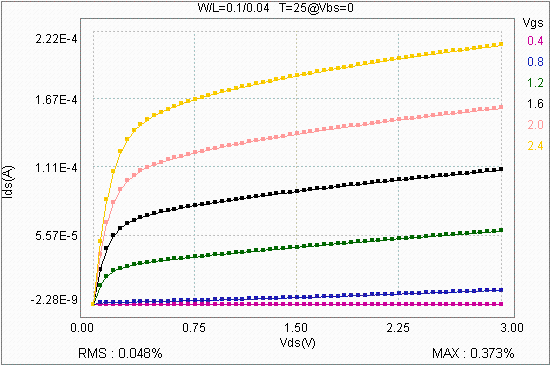 W/L=0.1/0.04 T=25@Vbs=0
Vgs
0.4
0.8
1.2
1.6
2.0
2.4
2.22E-4
1.67E-4
1.11E-4
5.57E-5
-2.28E-9
Ids(A)
0.00
0.75
1.50
2.25
3.00
Vds(V)
RMS : 0.048%
MAX : 0.373%